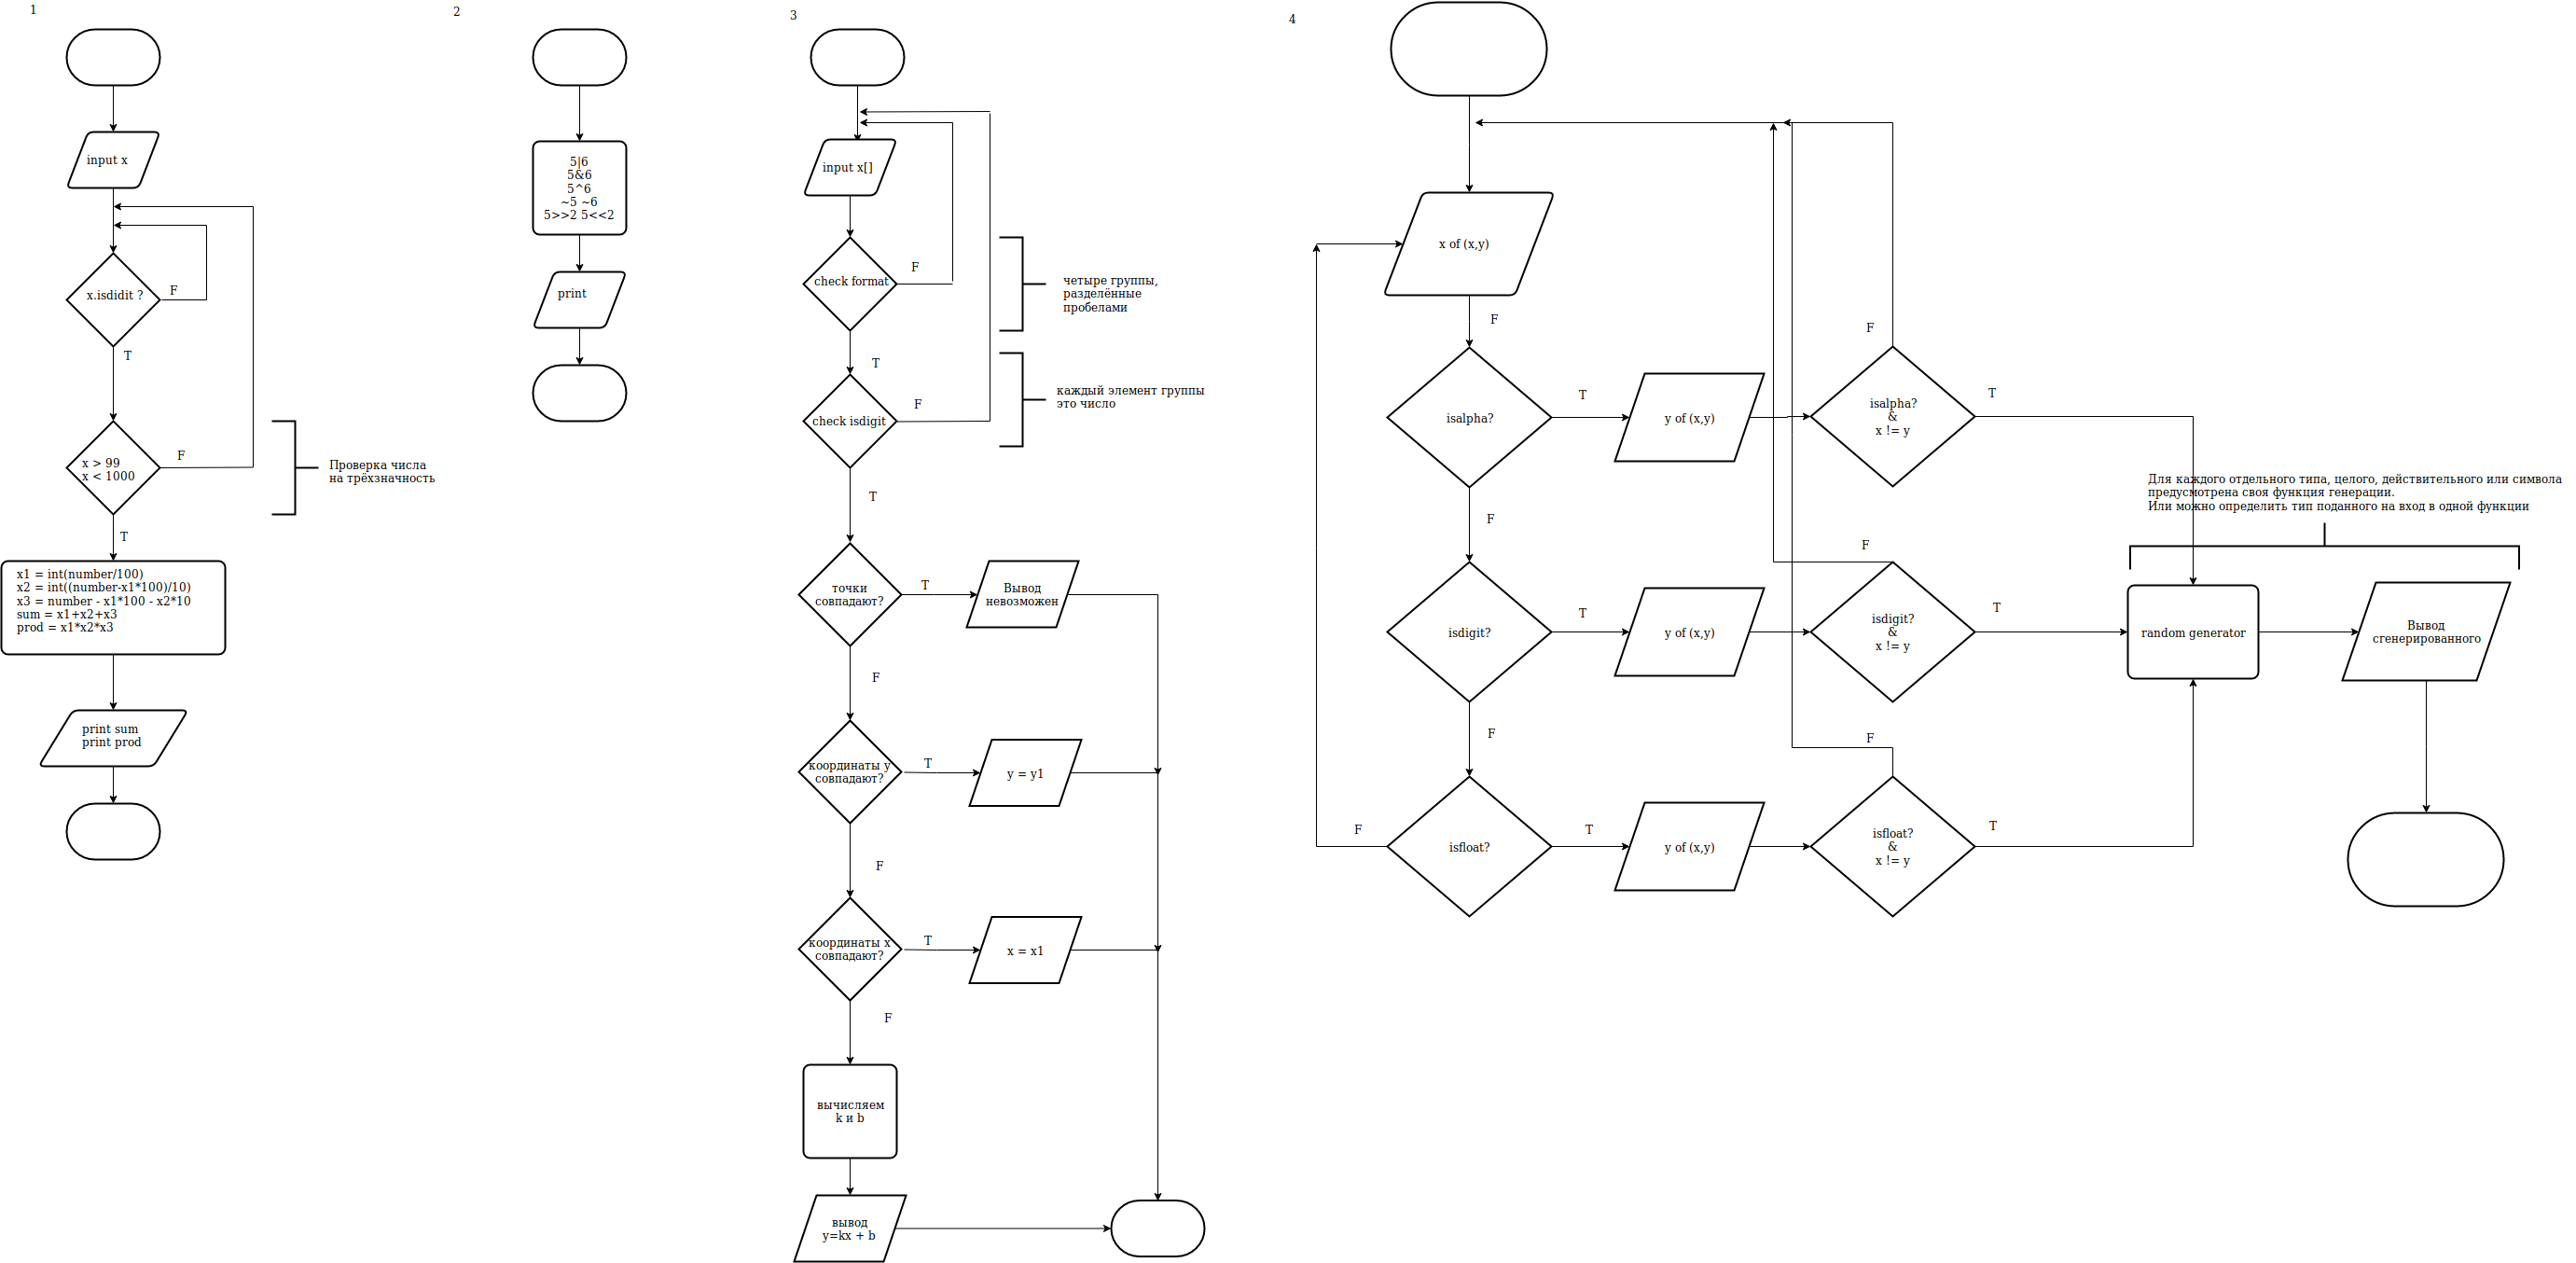 1
input x
x.isdidit ?
F
T
x > 99
x < 1000
F
Проверка числа
на трёхзначность
T
x1 = int(number/100)
x2 = int((number-x1*100)/10)
x3 = number - x1*100 - x2*10
sum = x1+x2+x3
prod = x1*x2*x3
print sum
print prod
2
5|6
5&6
5^6
~5 ~6
5>>2 5<<2
print
3
input x[]
check format
F
четыре группы,
разделённые
пробелами
T
check isdigit
F
каждый элемент группы
это число
T
точки
совпадают?
T
Вывод
невозможен
F
координаты y
совпадают?
T
y = y1
F
координаты x
совпадают?
T
x = x1
F
вычисляем
k и b
вывод
y=kx + b
4
x of (x,y)
F
isalpha?
T
y of (x,y)
F
isalpha?
&
x != y
T
F
isdigit?
T
y of (x,y)
F
isdigit?
&
x != y
T
F
isfloat?
F
T
y of (x,y)
F
isfloat?
&
x != y
T
Для каждого отдельного типа, целого, действительного или символа
предусмотрена своя функция генерации.
Или можно определить тип поданного на вход в одной функции
random generator
Вывод
сгенерированного